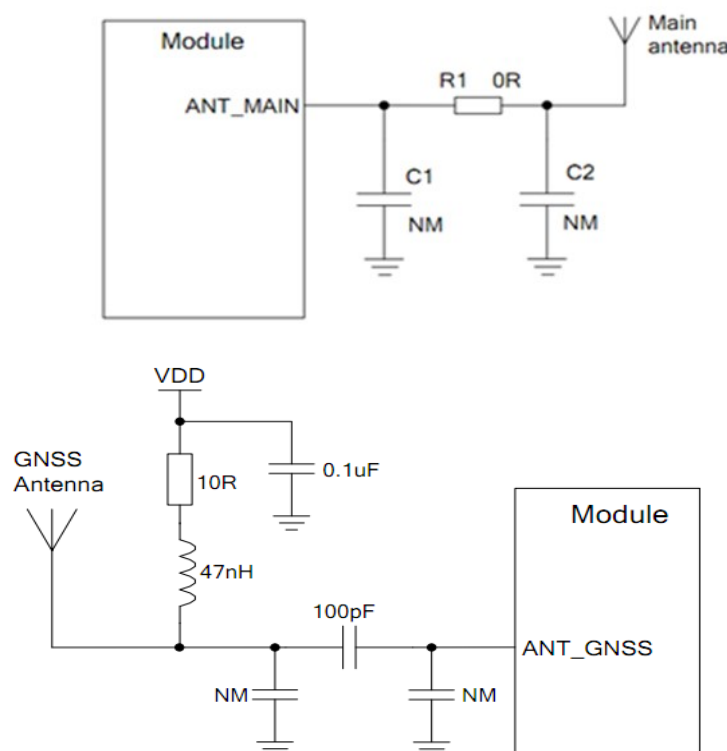 Module
Main
antenna
R1 0R
ANT_MAIN
C1
C2
NM
NM
VDD
GNSS
Antenna
10R
0.1uF
Module
47nH
100pF
ANT_GNSS
NM
NM